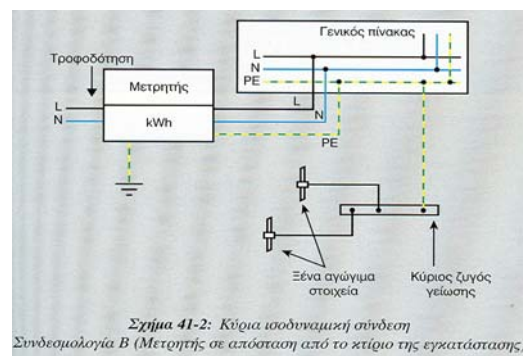 Γενικός πίνακας
Τροφοδότηση
L
N
PE
Μετρητής
L
L
N
kWh
N
PE
Ξένα αγώγιμα
στοιχεία
Κύριος ζυγός
γείωσης
Σχήμα 41-2: Κύρια ισοδυναμική σύνδεση
Συνδεσμολογία Β (Μετρητής σε απόσταση από το κτίριο της εγκατάστασης)